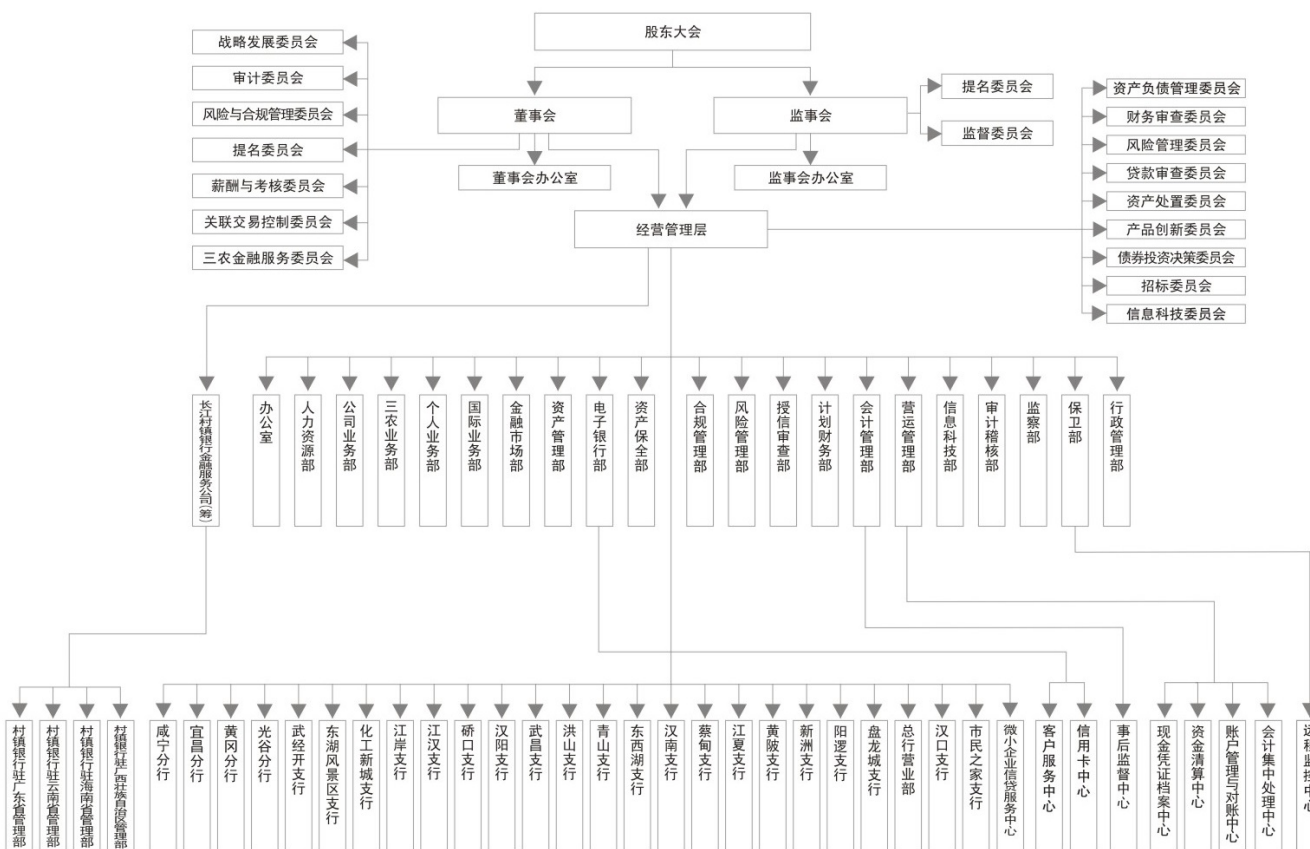 股东大会
战略发展委员会
审计委员会
风险与合规管理委员会
提名委员会
薪酬与考核委员会
关联交易控制委员会
三农金融服务委员会
董事会
监事会
董事会办公室
监事会办公室
提名委员会
监督委员会
经营管理层
资产负债管理委员会
财务审查委员会
风险管理委员会
贷款审查委员会
资产处置委员会
产品创新委员会
债券投资决策委员会
招标委员会
信息科技委员会
长江村镇银行金融服务公司(筹)
办公室
人力资源部
公司业务部
三农业务部
个人业务部
国际业务部
金融市场部
资产管理部
电子银行部
资产保全部
合规管理部
风险管理部
授信审查部
计划财务部
会计管理部
营运管理部
信息科技部
审计稽核部
监察部
保卫部
行政管理部
村镇银行驻广东省管理部
村镇银行驻云南省管理部
村镇银行驻海南省管理部
村镇银行驻广西壮族自治区管理部
咸宁分行
宜昌分行
黄冈分行
光谷分行
武经开支行
东湖风景区支行
化工新城支行
江岸支行
江汉支行
硚口支行
汉阳支行
武昌支行
洪山支行
青山支行
东西湖支行
汉南支行
蔡甸支行
江夏支行
黄陂支行
新洲支行
阳逻支行
盘龙城支行
总行营业部
汉口支行
市民之家支行
微小企业信贷服务中心
客户服务中心
信用卡中心
事后监督中心
现金凭证档案中心
资金清算中心
账户管理与对账中心
会计集中处理中心